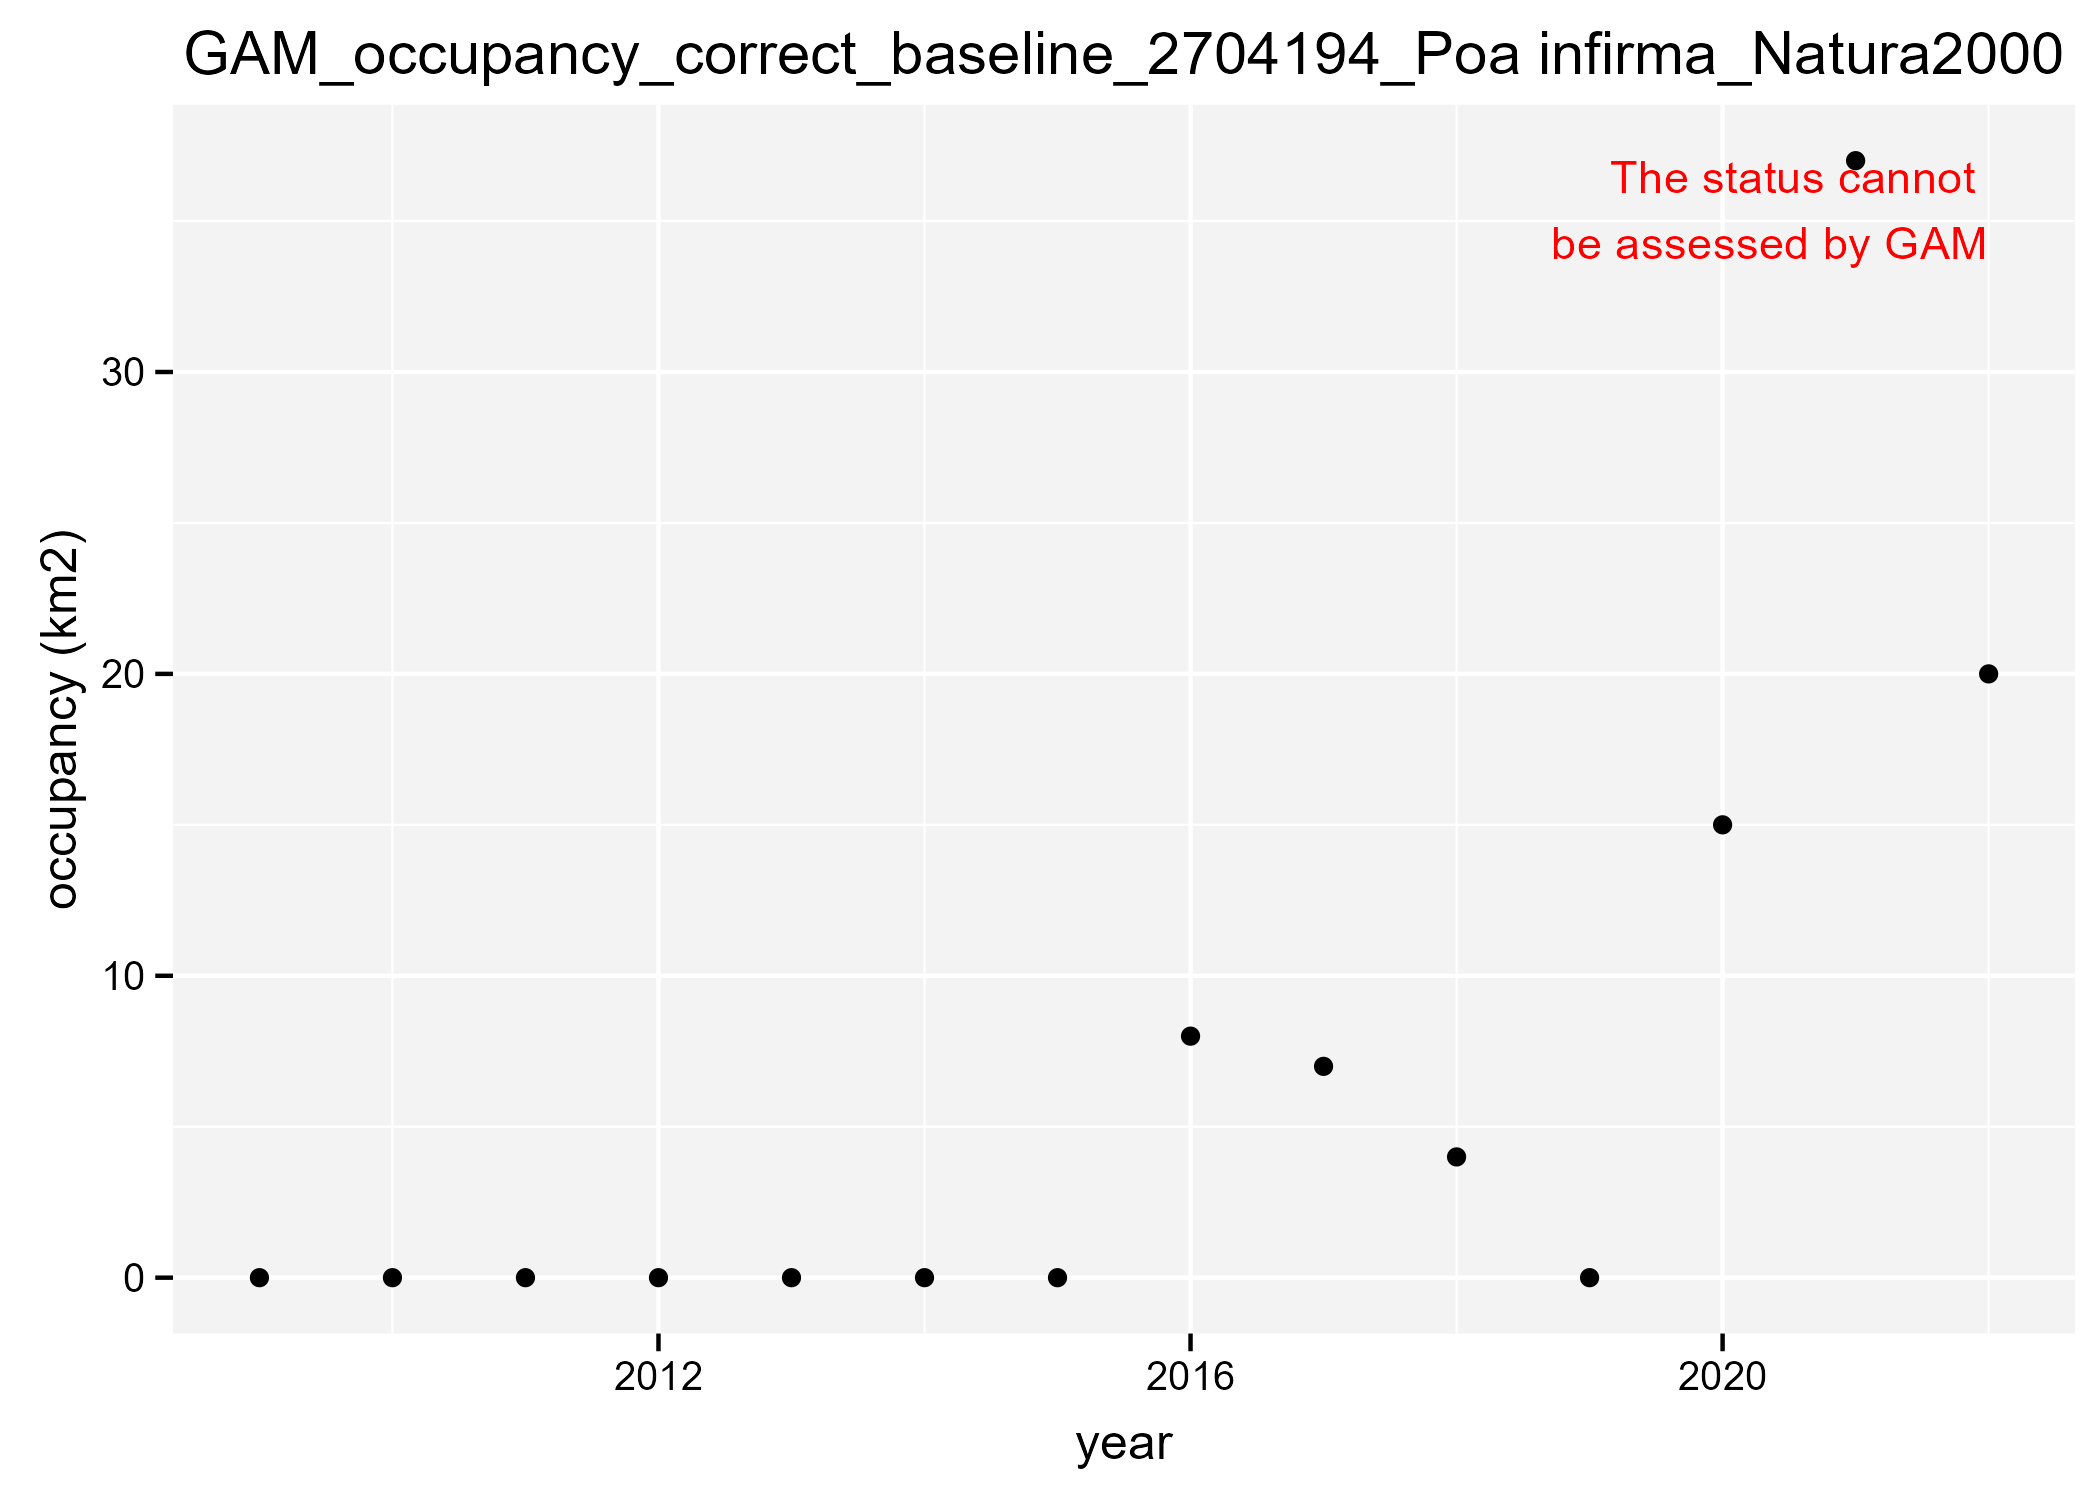 GAM_occupancy_correct_baseline_2704194_Poa infirma_Natura2000
The status cannot
be assessed by GAM
occupancy (km2)
30
20
10
0
2012
2016
2020
year